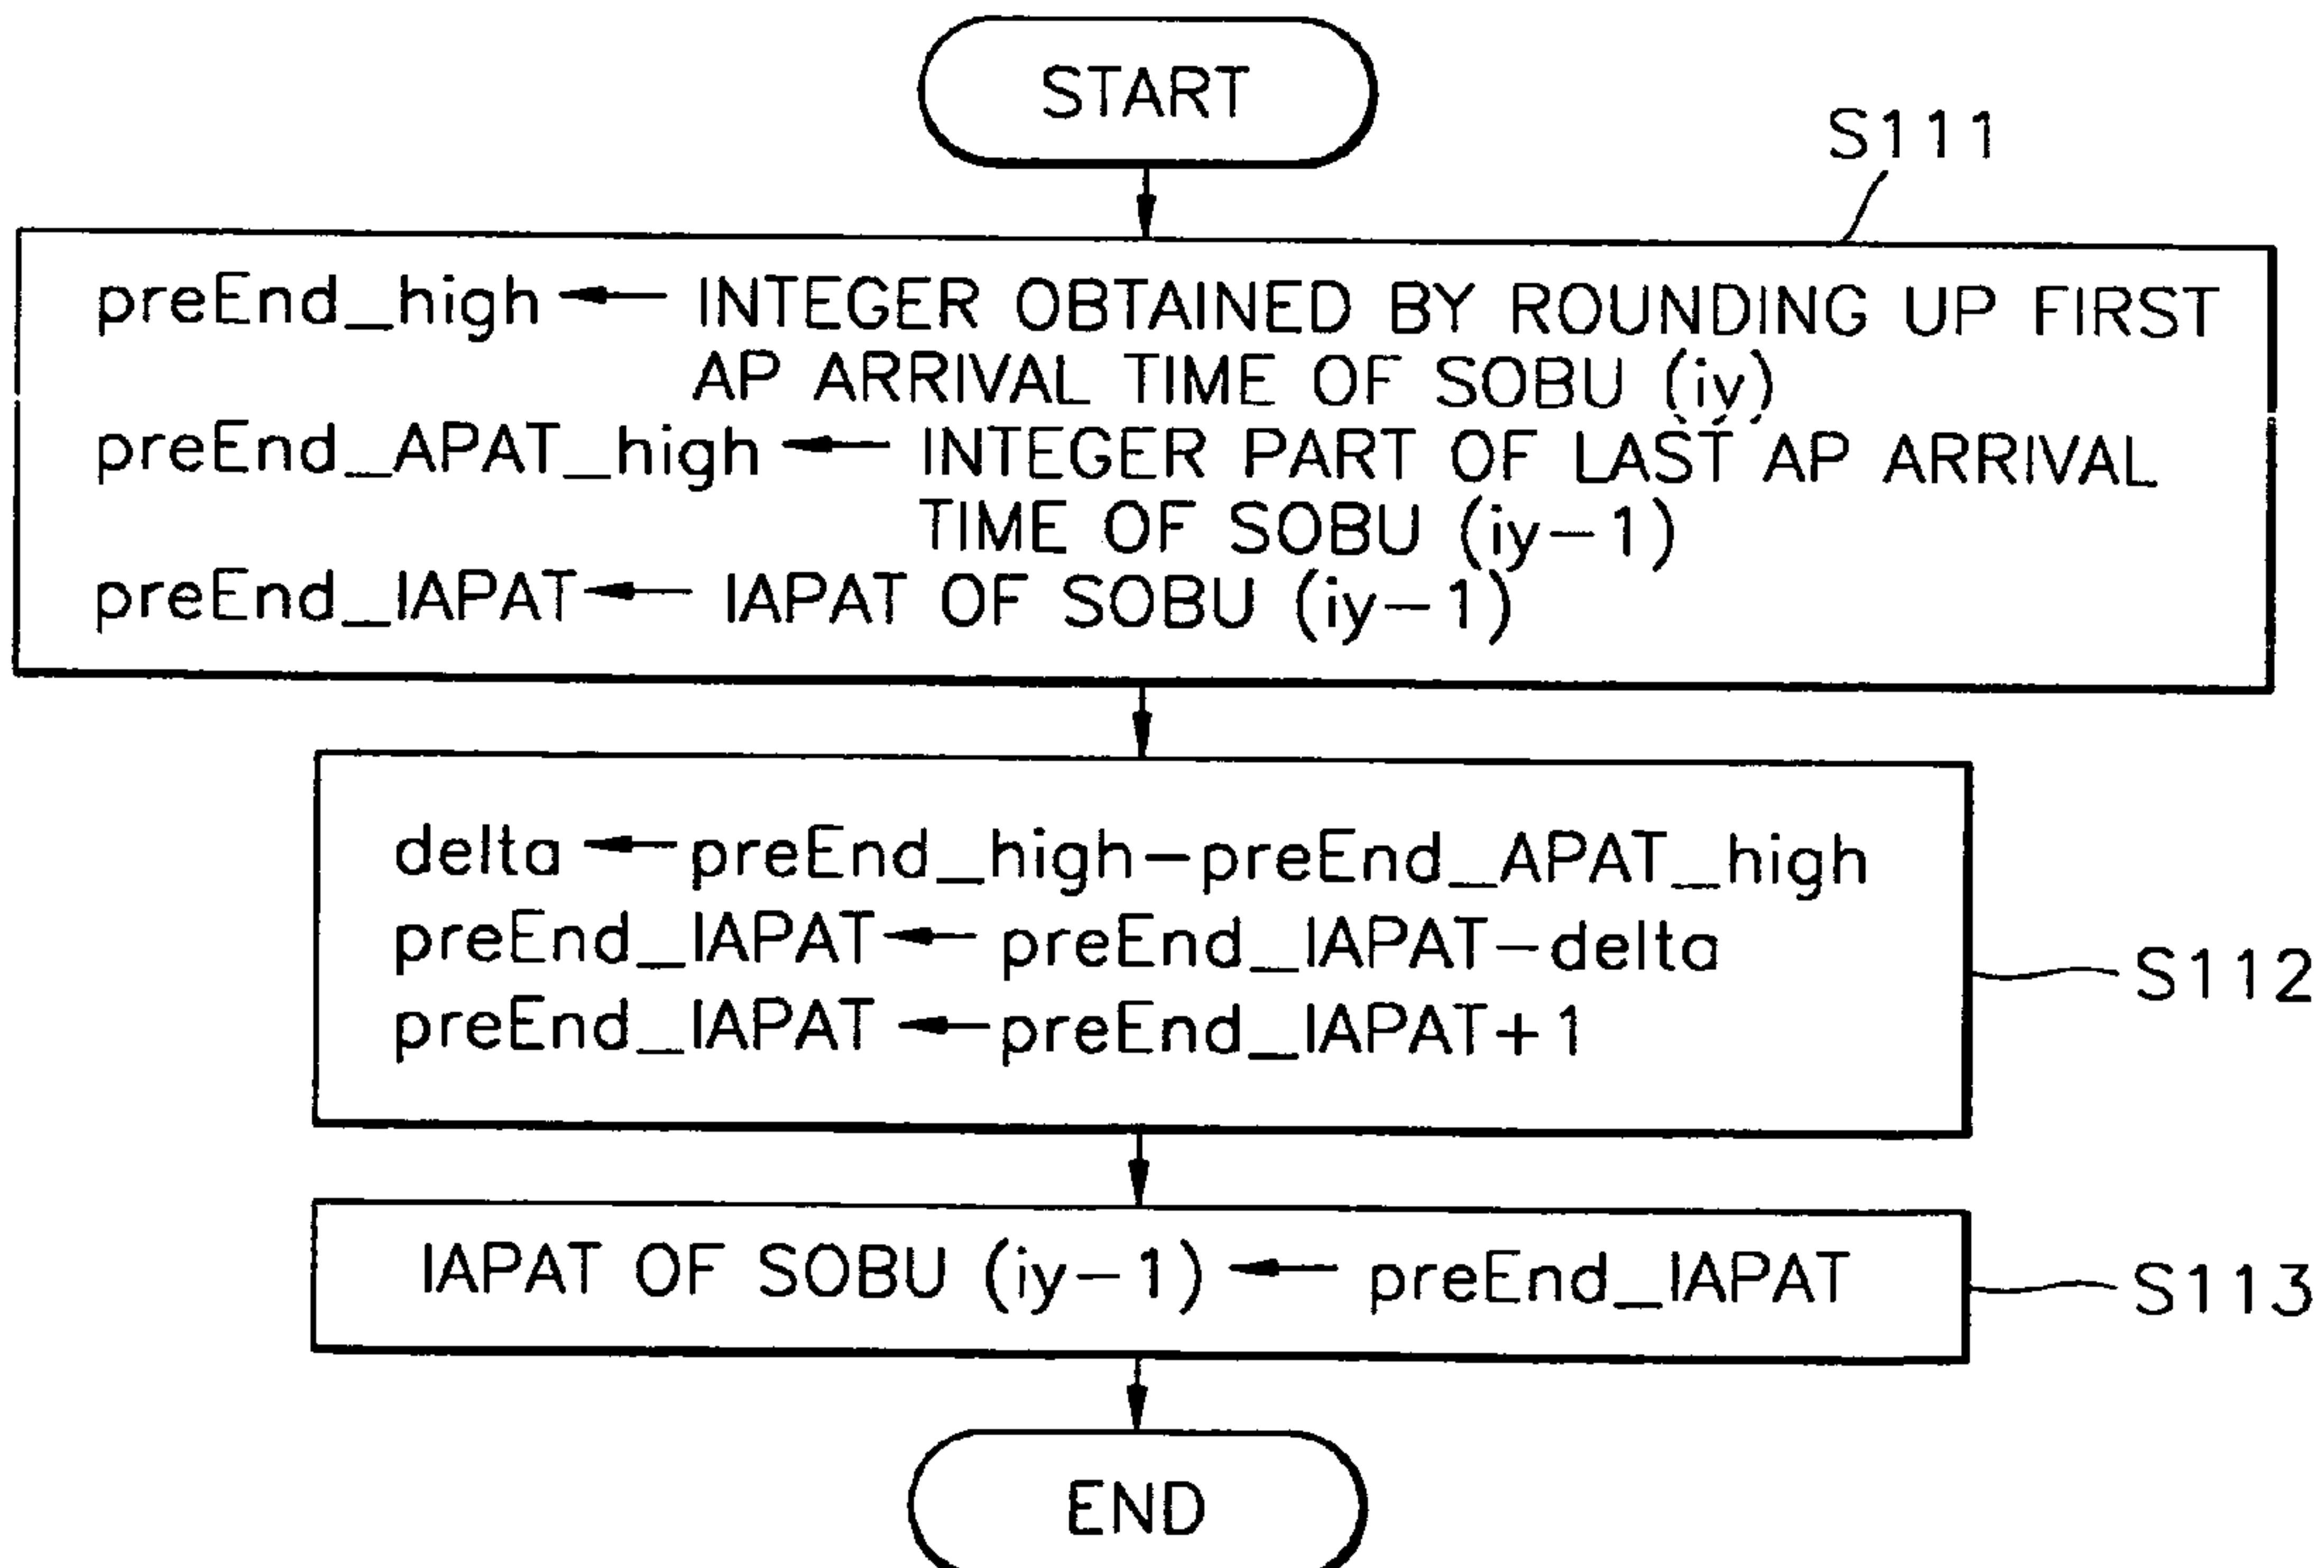 START
S111
preEnd_high ← INTEGER OBTAINED BY ROUNDING UP FIRST
AP ARRIVAL TIME OF SOBU (iy)
preEnd_APAT_high ← INTEGER PART OF LAST AP ARRIVAL
TIME OF SOBU (iy-1)
preEnd_IAPAT ← IAPAT OF SOBU (iy-1)
delta ← preEnd_high-preEnd_APAT_high
preEnd_IAPAT ← preEnd_IAPAT-delta
preEnd_IAPAT ← preEnd_IAPAT+1
S112
IAPAT OF SOBU (iy-1) ← preEnd_IAPAT
S113
END